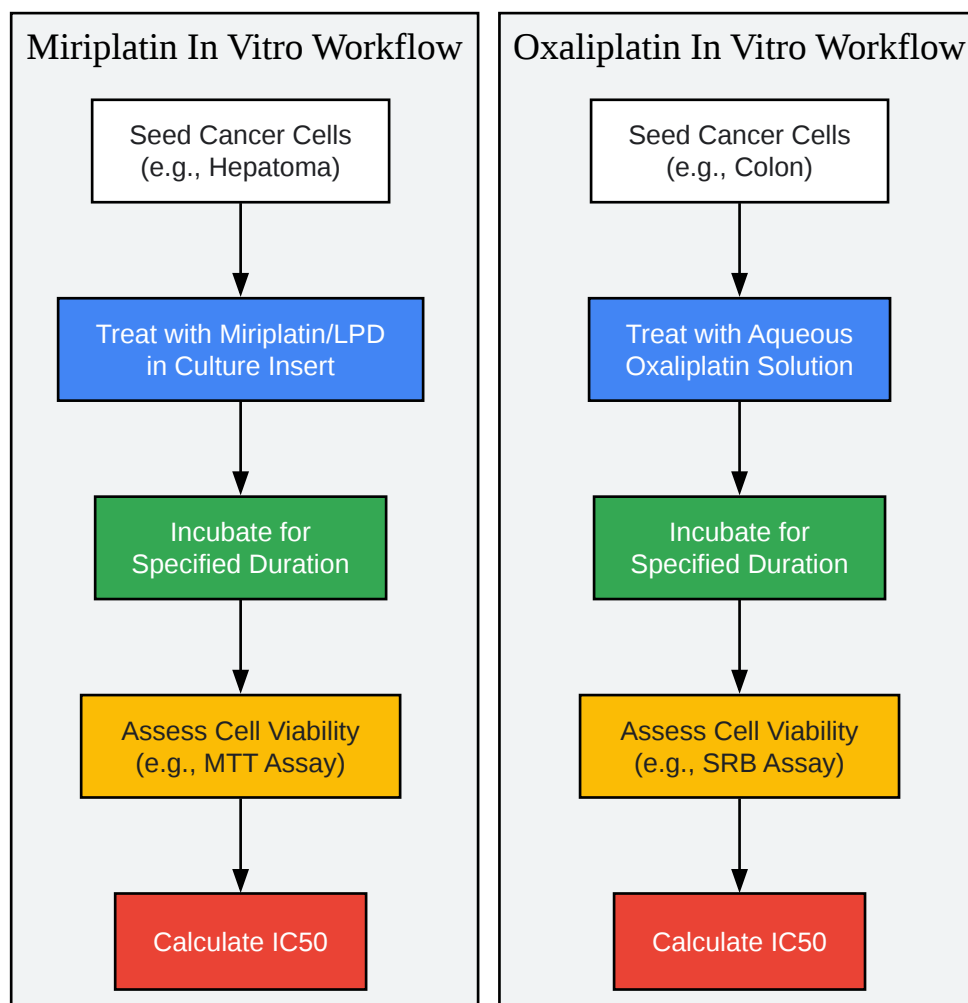 Miriplatin In Vitro Workflow
Seed Cancer Cells
(e.g., Hepatoma)
Treat with Miriplatin/LPD
in Culture Insert
Incubate for
Specified Duration
Assess Cell Viability
(e.g., MTT Assay)
Calculate IC50
Oxaliplatin In Vitro Workflow
Seed Cancer Cells
(e.g., Colon)
Treat with Aqueous
Oxaliplatin Solution
Incubate for
Specified Duration
Assess Cell Viability
(e.g., SRB Assay)
Calculate IC50